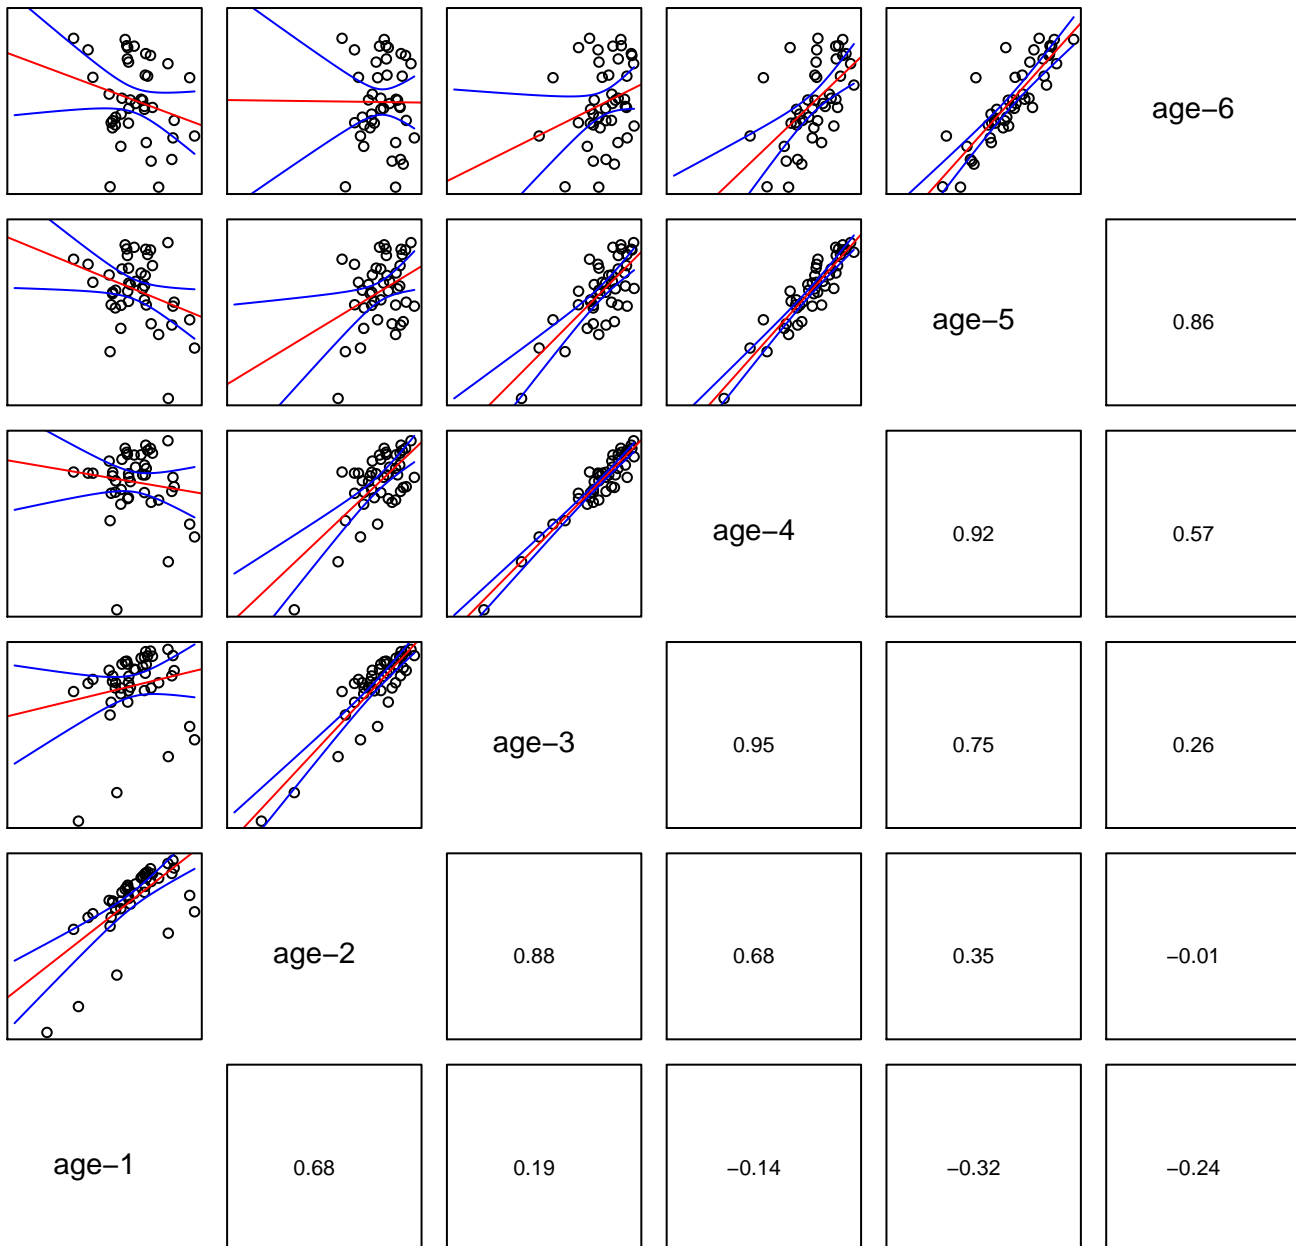 age−6
age−5 0.86
age−4 0.92 0.57
age−3 0.95 0.75 0.26
age−2 0.88 0.68 0.35 −0.01
age−1 0.68 0.19 −0.14 −0.32 −0.24